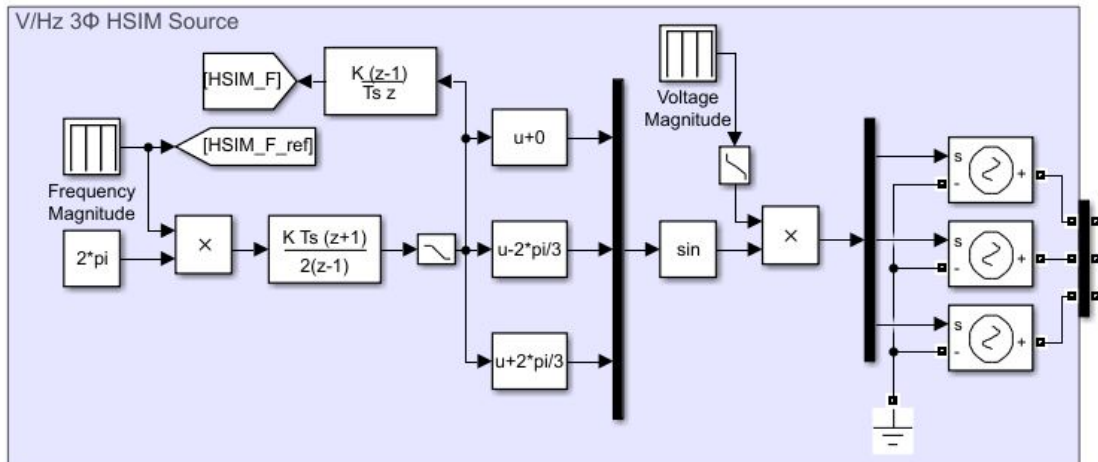 V/Hz 3Φ HSIM Source
[HSIM_F]
K (z-1)
Ts z
Voltage
Magnitude
[HSIM_F_ref]
Frequency
Magnitude
u+0
2*pi
×
K Ts (z+1)
2(z-1)
u-2*pi/3
sin
×
u+2*pi/3
s
-
+
s
-
+
s
-
+